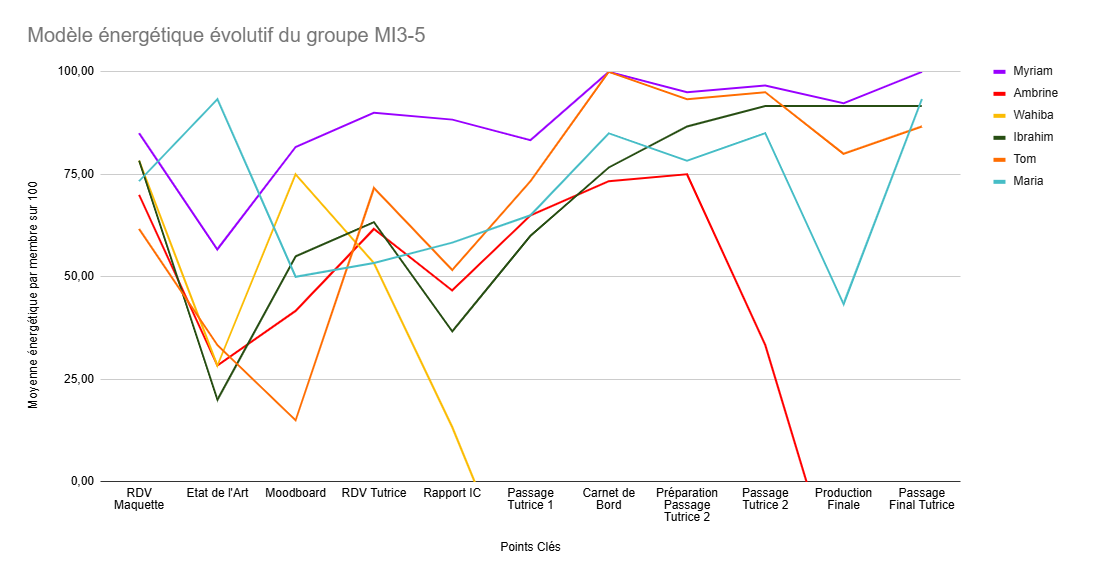 Modèle énergétique évolutif du groupe MI3-5
100,00
75,00
50,00
25,00
0,00
Moyenne énergétique par membre sur 100
RDV
Maquette
Etat de l'Art
Moodboard
RDV Tutrice
Rapport IC
Passage
Tutrice 1
Carnet de
Bord
Préparation
Passage
Tutrice 2
Passage
Tutrice 2
Production
Finale
Passage
Final Tutrice
Points Clés
Myriam
Ambrine
Wahiba
Ibrahim
Tom
Maria